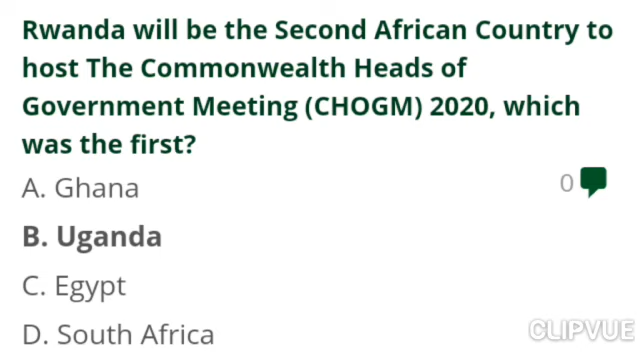 Rwanda will be the Second African Country to
host The Commonwealth Heads of
Government Meeting (CHOGM) 2020, which
was the first?
A. Ghana
0
B. Uganda
C. Egypt
D. South Africa
CLIPVUE